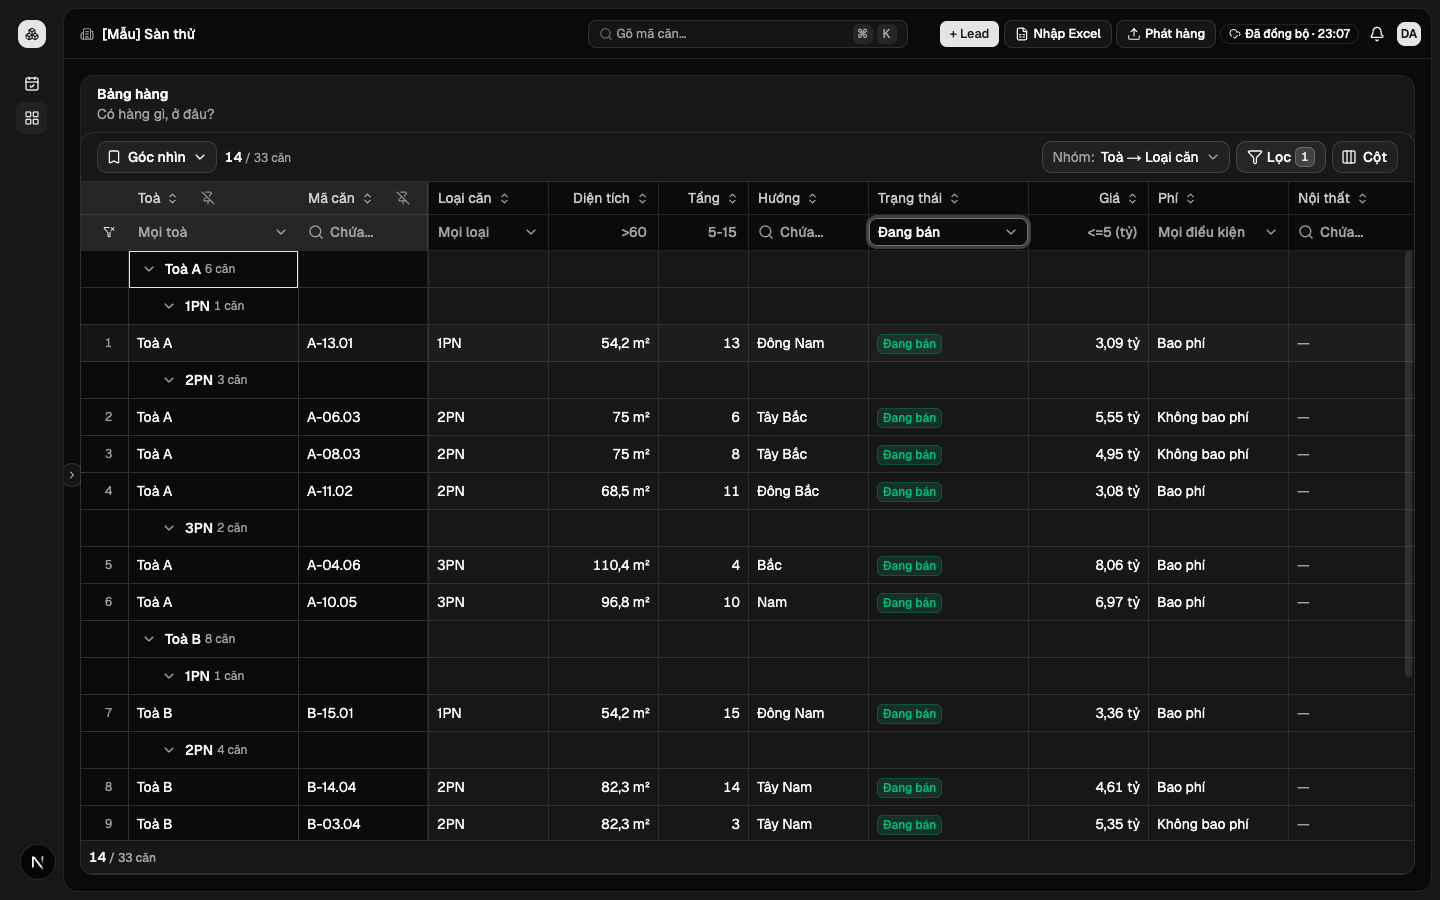 [Mẫu] Sàn thử
Gõ mã căn...
⌘ K
+ Lead
Nhập Excel
Phát hàng
Đã đồng bộ · 23:07
DA
Bảng hàng
Có hàng gì, ở đâu?
Góc nhìn
14 / 33 căn
Nhóm: Toà → Loại căn
Lọc 1
Cột
Toà Mã căn Loại căn Diện tích Tầng Hướng Trạng thái Giá Phí Nội thất
Mọi toà Chứa... Mọi loại >60 5-15 Chứa... Đang bán <=5 (tỷ) Mọi điều kiện Chứa...
Toà A 6 căn
1PN 1 căn
1 Toà A A-13.01 1PN 54,2 m² 13 Đông Nam Đang bán 3,09 tỷ Bao phí —
2PN 3 căn
2 Toà A A-06.03 2PN 75 m² 6 Tây Bắc Đang bán 5,55 tỷ Không bao phí —
3 Toà A A-08.03 2PN 75 m² 8 Tây Bắc Đang bán 4,95 tỷ Không bao phí —
4 Toà A A-11.02 2PN 68,5 m² 11 Đông Bắc Đang bán 3,08 tỷ Bao phí —
3PN 2 căn
5 Toà A A-04.06 3PN 110,4 m² 4 Bắc Đang bán 8,06 tỷ Bao phí —
6 Toà A A-10.05 3PN 96,8 m² 10 Nam Đang bán 6,97 tỷ Bao phí —
Toà B 8 căn
1PN 1 căn
7 Toà B B-15.01 1PN 54,2 m² 15 Đông Nam Đang bán 3,36 tỷ Bao phí —
2PN 4 căn
8 Toà B B-14.04 2PN 82,3 m² 14 Tây Nam Đang bán 4,61 tỷ Bao phí —
9 Toà B B-03.04 2PN 82,3 m² 3 Tây Nam Đang bán 5,35 tỷ Không bao phí —
14 / 33 căn
N